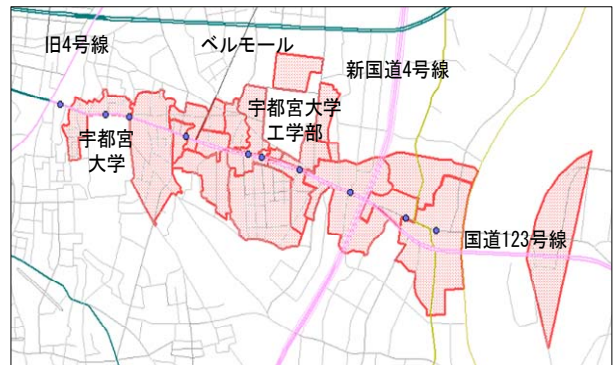 旧4号線
ベルモール
新国道4号線
宇都宮大学
工学部
宇都宮
大学
国道123号線